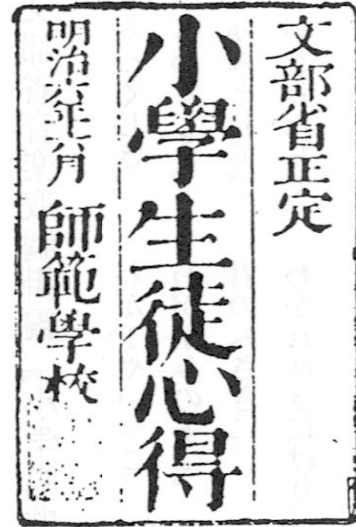 文部省正定
小學生徒心得
明治六年六月 師範學校